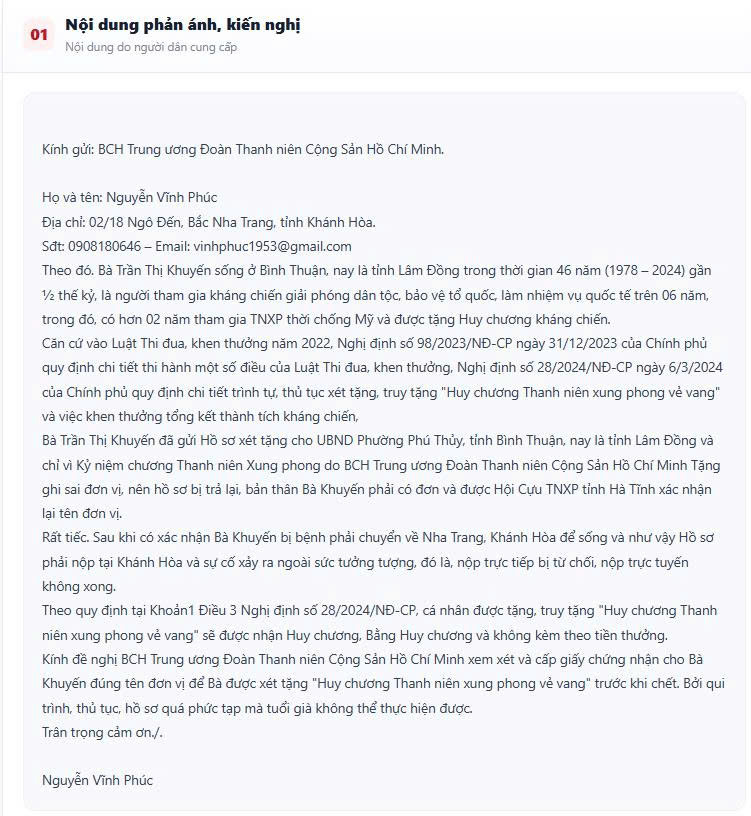 01
Nội dung phản ánh, kiến nghị
Nội dung do người dân cung cấp
Kính gửi: BCH Trung ương Đoàn Thanh niên Cộng Sản Hồ Chí Minh.
Họ và tên: Nguyễn Vĩnh Phúc
Địa chỉ: 02/18 Ngô Đến, Bắc Nha Trang, tỉnh Khánh Hòa.
Sđt: 0908180646 – Email: vinhphuc1953@gmail.com
Theo đó. Bà Trần Thị Khuyến sống ở Bình Thuận, nay là tỉnh Lâm Đồng trong thời gian 46 năm (1978 – 2024) gần
½ thế kỷ, là người tham gia kháng chiến giải phóng dân tộc, bảo vệ tổ quốc, làm nhiệm vụ quốc tế trên 06 năm,
trong đó, có hơn 02 năm tham gia TNXP thời chống Mỹ và được tặng Huy chương kháng chiến.
Căn cứ vào Luật Thi đua, khen thưởng năm 2022, Nghị định số 98/2023/NĐ-CP ngày 31/12/2023 của Chính phủ
quy định chi tiết thi hành một số điều của Luật Thi đua, khen thưởng, Nghị định số 28/2024/NĐ-CP ngày 6/3/2024
của Chính phủ quy định chi tiết trình tự, thủ tục xét tặng, truy tặng "Huy chương Thanh niên xung phong vẻ vang"
và việc khen thưởng tổng kết thành tích kháng chiến,
Bà Trần Thị Khuyến đã gửi Hồ sơ xét tặng cho UBND Phường Phú Thủy, tỉnh Bình Thuận, nay là tỉnh Lâm Đồng và
chỉ vì Kỷ niệm chương Thanh niên Xung phong do BCH Trung ương Đoàn Thanh niên Cộng Sản Hồ Chí Minh Tặng
ghi sai đơn vị, nên hồ sơ bị trả lại, bản thân Bà Khuyến phải có đơn và được Hội Cựu TNXP tỉnh Hà Tĩnh xác nhận
lại tên đơn vị.
Rất tiếc. Sau khi có xác nhận Bà Khuyến bị bệnh phải chuyển về Nha Trang, Khánh Hòa để sống và như vậy Hồ sơ
phải nộp tại Khánh Hòa và sự cố xảy ra ngoài sức tưởng tượng, đó là, nộp trực tiếp bị từ chối, nộp trực tuyến
không xong.
Theo quy định tại Khoản1 Điều 3 Nghị định số 28/2024/NĐ-CP, cá nhân được tặng, truy tặng "Huy chương Thanh
niên xung phong vẻ vang" sẽ được nhận Huy chương, Bằng Huy chương và không kèm theo tiền thưởng.
Kính đề nghị BCH Trung ương Đoàn Thanh niên Cộng Sản Hồ Chí Minh xem xét và cấp giấy chứng nhận cho Bà
Khuyến đúng tên đơn vị để Bà được xét tặng "Huy chương Thanh niên xung phong vẻ vang" trước khi chết. Bởi qui
trình, thủ tục, hồ sơ quá phức tạp mà tuổi già không thể thực hiện được.
Trân trọng cảm ơn./.
Nguyễn Vĩnh Phúc